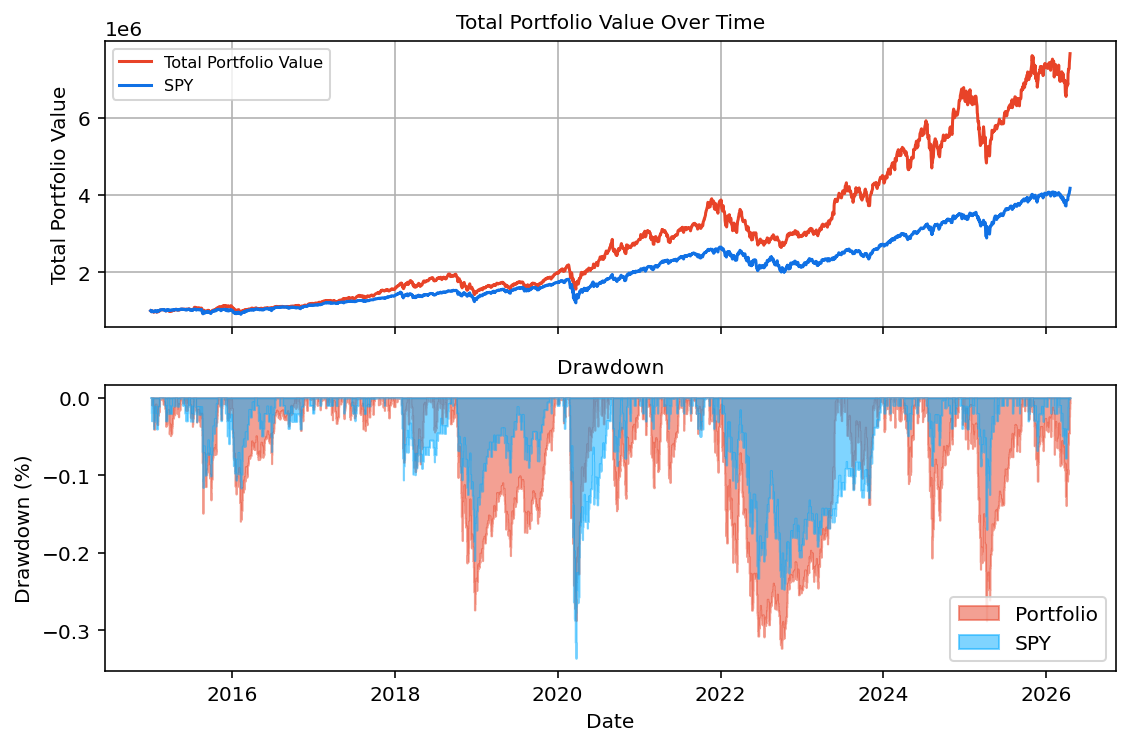 Total Portfolio Value Over Time
1e6
Total Portfolio Value
SPY
Total Portfolio Value
6
4
2
Drawdown
0.0
−0.1
−0.2
−0.3
Drawdown (%)
Portfolio
SPY
2016 2018 2020 2022 2024 2026
Date